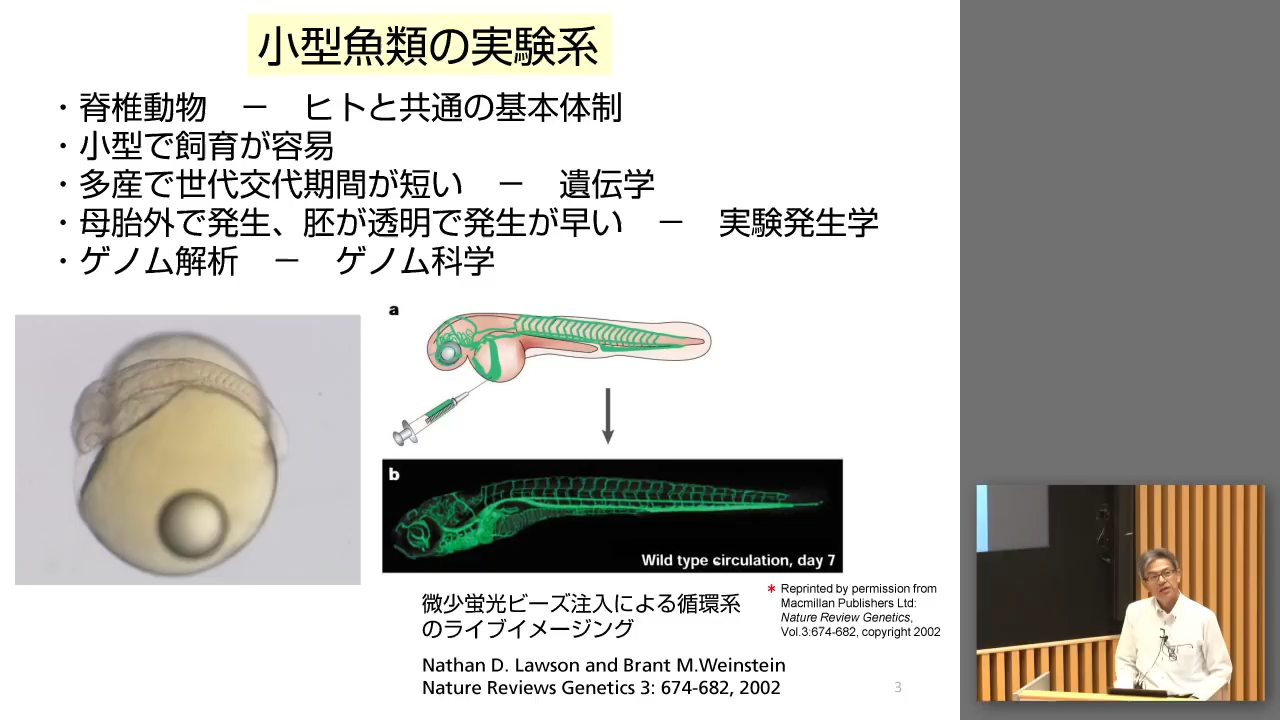 小型魚類の実験系
・脊椎動物　－　ヒトと共通の基本体制
・小型で飼育が容易
・多産で世代交代期間が短い　－　遺伝学
・母胎外で発生、胚が透明で発生が早い　－　実験発生学
・ゲノム解析　－　ゲノム科学
a
b
Wild type circulation, day 7
微少蛍光ビーズ注入による循環系
のライブイメージング
* Reprinted by permission from
Macmillan Publishers Ltd:
Nature Review Genetics,
Vol.3:674-682, copyright 2002
Nathan D. Lawson and Brant M.Weinstein
Nature Reviews Genetics 3: 674-682, 2002
3